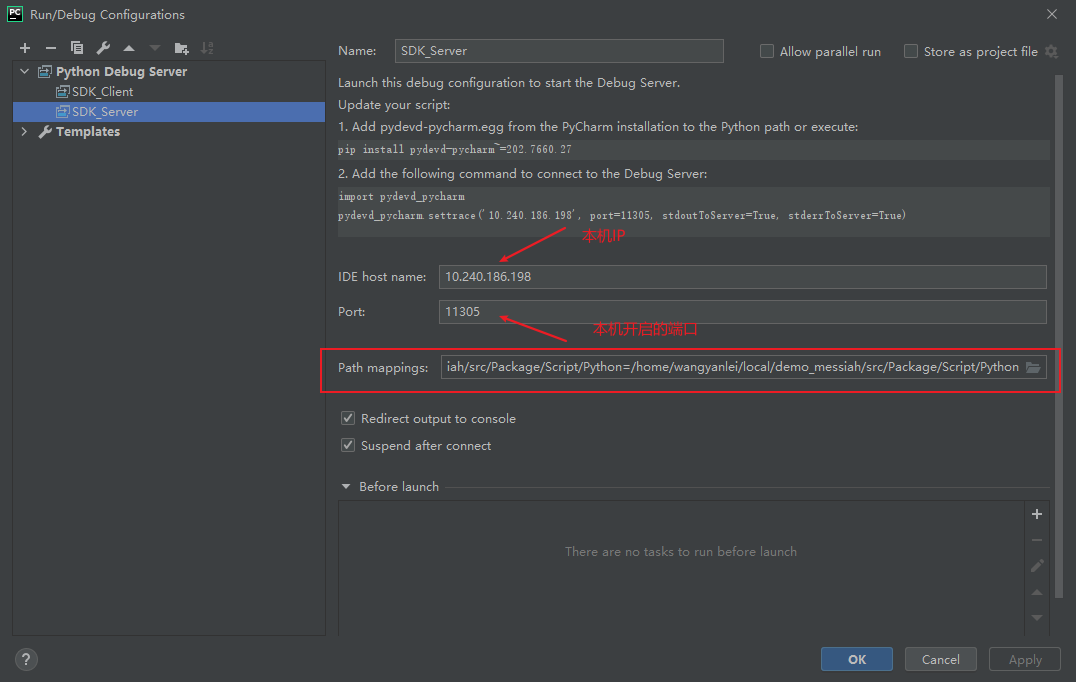 PC Run/Debug Configurations
Python Debug Server
SDK_Client
SDK_Server
Templates
Name: SDK_Server Allow parallel run Store as project file
Launch this debug configuration to start the Debug Server.
Update your script:
1. Add pydevd-pycharm.egg from the PyCharm installation to the Python path or execute:
pip install pydevd-pycharm~=202.7660.27
2. Add the following command to connect to the Debug Server:
import pydevd_pycharm
pydevd_pycharm.settrace('10.240.186.198', port=11305, stdoutToServer=True, stderrToServer=True)
本机IP
IDE host name: 10.240.186.198
Port: 11305
本机开启的端口
Path mappings: iah/src/Package/Script/Python=/home/wangyanlei/local/demo_messiah/src/Package/Script/Python
Redirect output to console
Suspend after connect
Before launch
There are no tasks to run before launch
? OK Cancel Apply